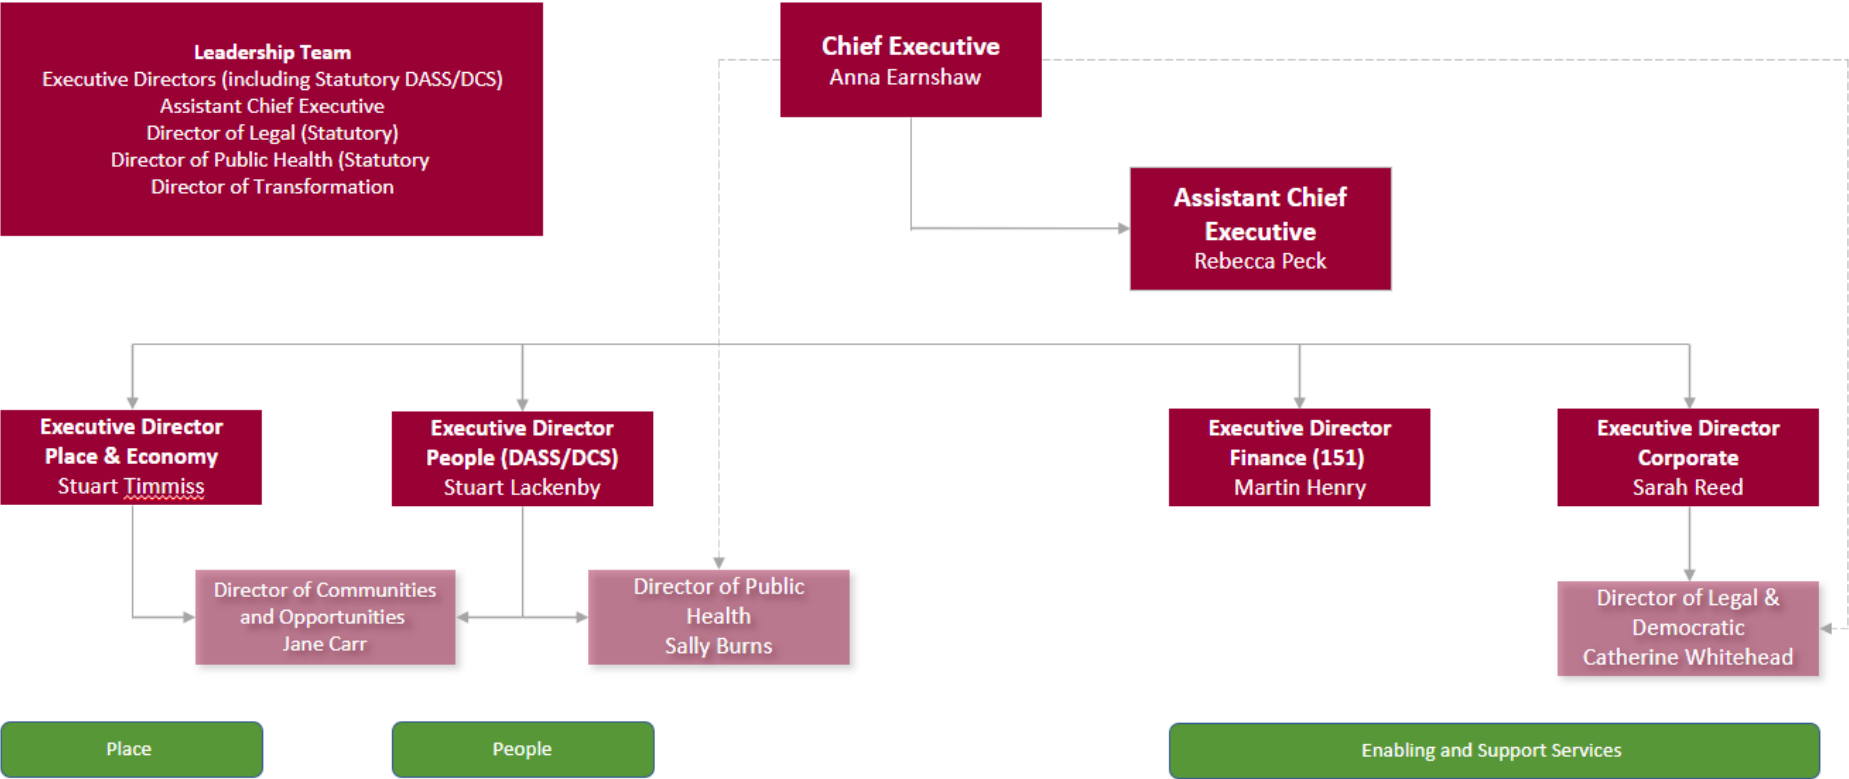 Leadership Team
Executive Directors (including Statutory DASS/DCS)
Assistant Chief Executive
Director of Legal (Statutory)
Director of Public Health (Statutory
Director of Transformation
Chief Executive
Anna Earnshaw
Assistant Chief
Executive
Rebecca Peck
Executive Director
Place & Economy
Stuart Timmiss
Executive Director
People (DASS/DCS)
Stuart Lackenby
Executive Director
Finance (151)
Martin Henry
Executive Director
Corporate
Sarah Reed
Director of Communities
and Opportunities
Jane Carr
Director of Public
Health
Sally Burns
Director of Legal &
Democratic
Catherine Whitehead
Place
People
Enabling and Support Services